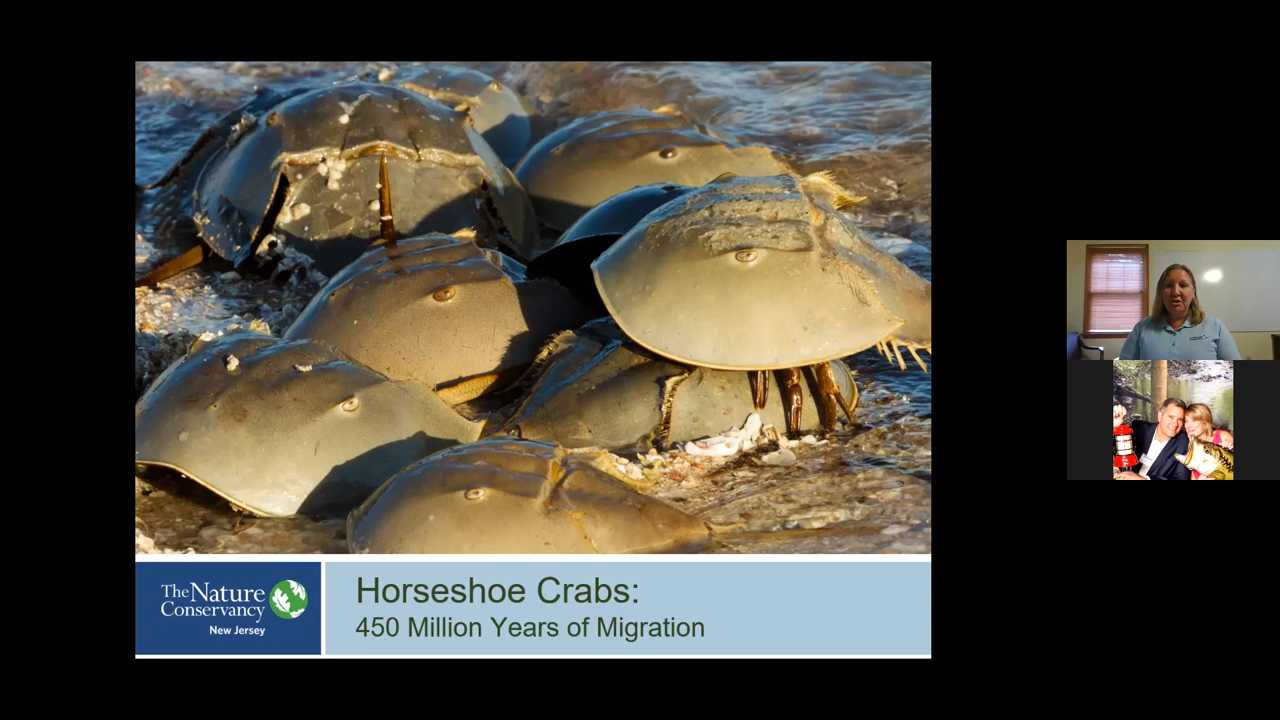 The Nature
Conservancy
New Jersey
Horseshoe Crabs:
450 Million Years of Migration